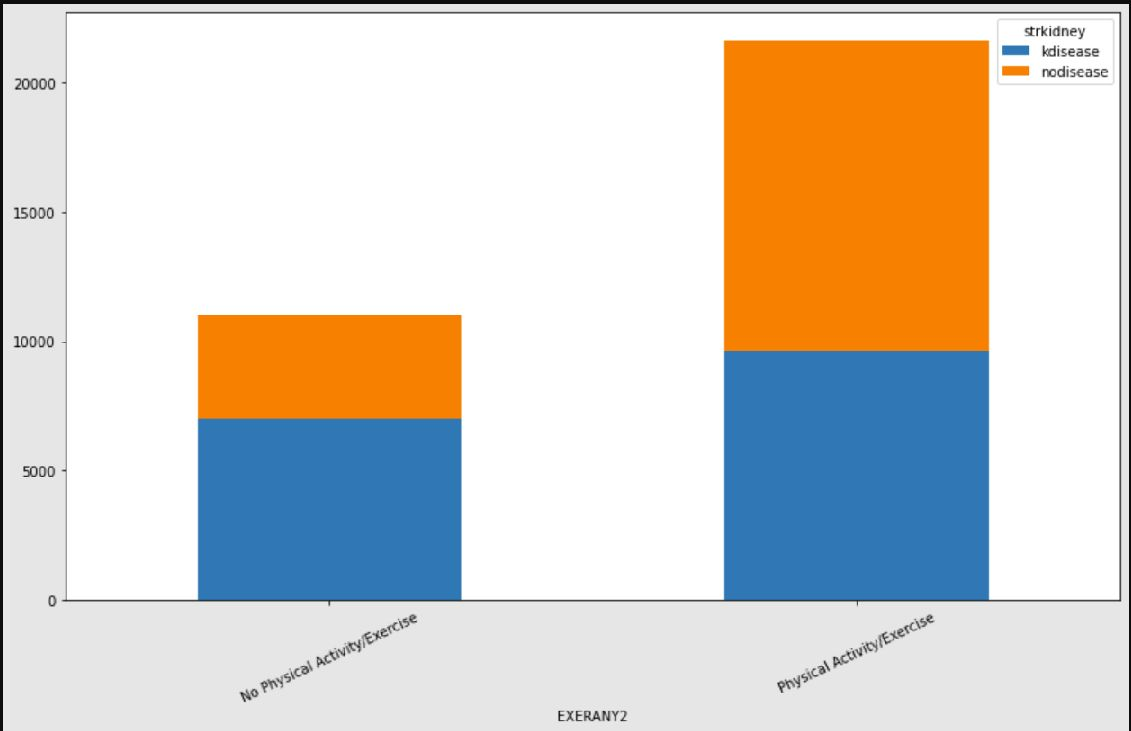 strkidney
kdisease
nodisease
20000
15000
10000
5000
0
No Physical Activity/Exercise
Physical Activity/Exercise
EXERANY2